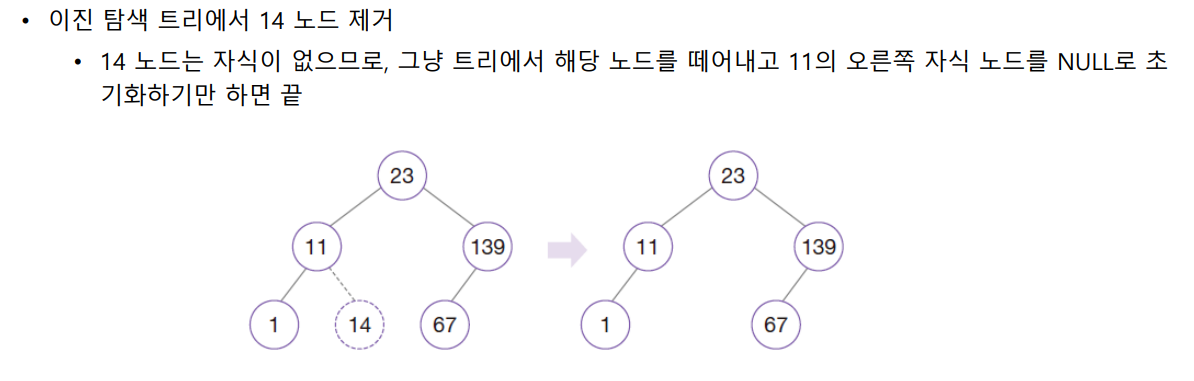 • 이진 탐색 트리에서 14 노드 제거
• 14 노드는 자식이 없으므로, 그냥 트리에서 해당 노드를 떼어내고 11의 오른쪽 자식 노드를 NULL로 초
기화하기만 하면 끝
23 23
11 139 11 139
1 14 67 1 67